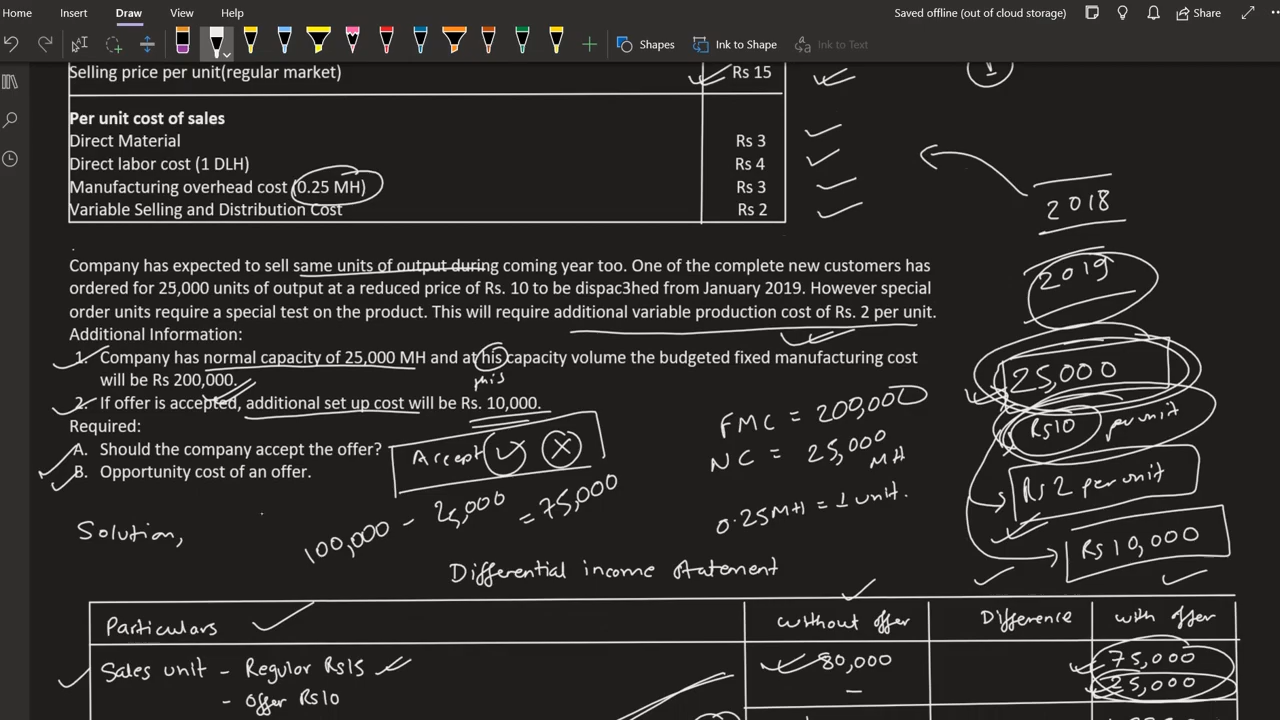 Home Insert Draw View Help Saved offline (out of cloud storage) Share
Shapes Ink to Shape Ink to Text
Selling price per unit(regular market) Rs 15
1
Per unit cost of sales
Direct Material Rs 3
Direct labor cost (1 DLH) Rs 4
Manufacturing overhead cost (0.25 MH) Rs 3
Variable Selling and Distribution Cost Rs 2
2018
2019
Company has expected to sell same units of output during coming year too. One of the complete new customers has
ordered for 25,000 units of output at a reduced price of Rs. 10 to be dispac3hed from January 2019. However special
order units require a special test on the product. This will require additional variable production cost of Rs. 2 per unit.
Additional Information:
1. Company has normal capacity of 25,000 MH and at his capacity volume the budgeted fixed manufacturing cost
this
will be Rs 200,000.
2. If offer is accepted, additional set up cost will be Rs. 10,000.
Required:
A. Should the company accept the offer?
B. Opportunity cost of an offer.
Accept
100,000 - 25,000 = 75,000
FMC = 200,000
NC = 25,000 MH
0.25MH = 1 unit.
25,000
Rs10 per unit
Rs 2 per unit
Rs 10,000
Solution,
Differential income statement
Particulars without offer Difference with offer
Sales unit - Regular Rs15 80,000 75,000
- Offer Rs10 - 25,000